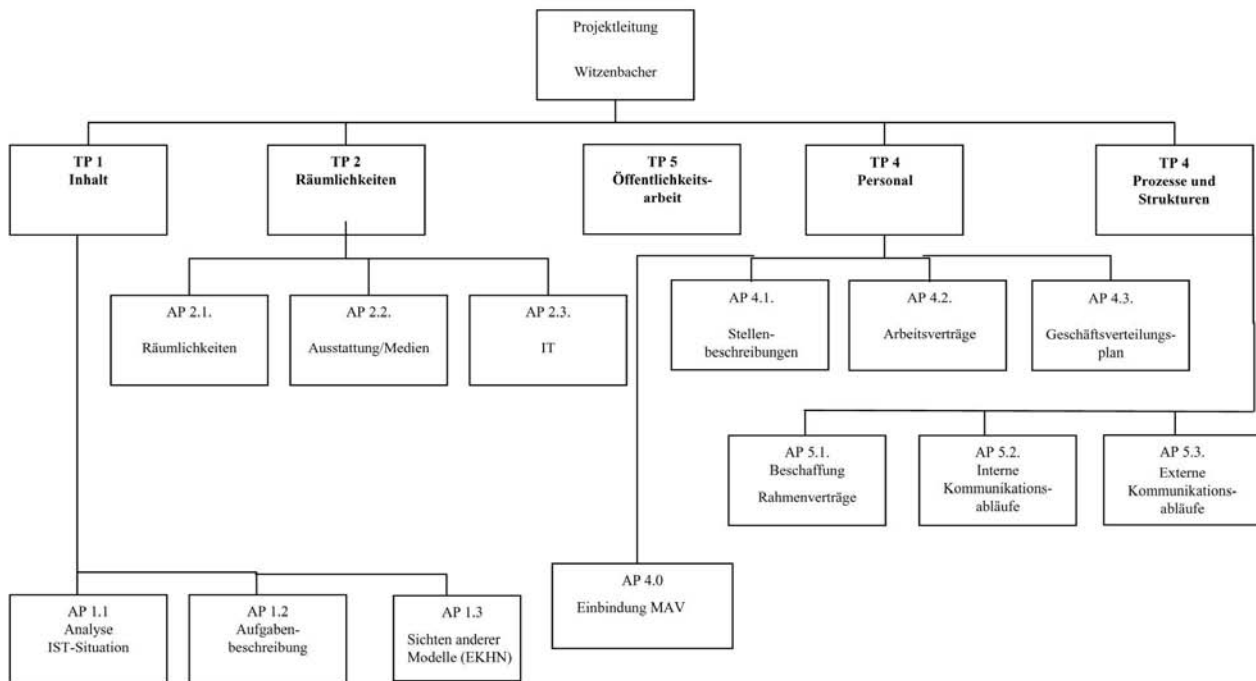 Projektleitung
Witzenbacher
TP 1
Inhalt
TP 2
Räumlichkeiten
TP 5
Öffentlichkeits-
arbeit
TP 4
Personal
TP 4
Prozesse und
Strukturen
AP 2.1.
Räumlichkeiten
AP 2.2.
Ausstattung/Medien
AP 2.3.
IT
AP 4.1.
Stellen-
beschreibungen
AP 4.2.
Arbeitsverträge
AP 4.3.
Geschäftsverteilungs-
plan
AP 5.1.
Beschaffung
Rahmenverträge
AP 5.2.
Interne
Kommunikations-
abläufe
AP 5.3.
Externe
Kommunikations-
abläufe
AP 4.0
Einbindung MAV
AP 1.1
Analyse
IST-Situation
AP 1.2
Aufgaben-
beschreibung
AP 1.3
Sichten anderer
Modelle (EKHN)